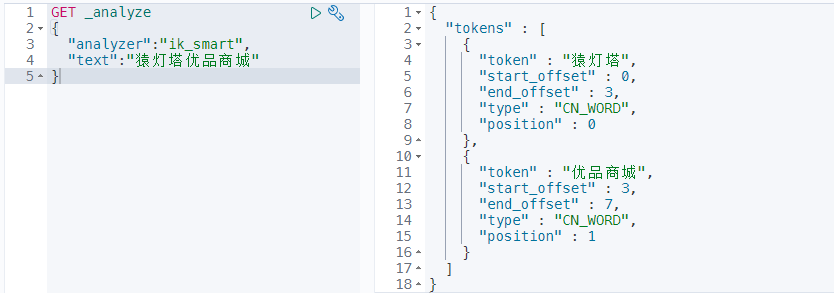 1 GET _analyze
2 {
3 "analyzer":"ik_smart",
4 "text":"猿灯塔优品商城"
5 }
1 {
2 "tokens" : [
3 {
4 "token" : "猿灯塔",
5 "start_offset" : 0,
6 "end_offset" : 3,
7 "type" : "CN_WORD",
8 "position" : 0
9 },
10 {
11 "token" : "优品商城",
12 "start_offset" : 3,
13 "end_offset" : 7,
14 "type" : "CN_WORD",
15 "position" : 1
16 }
17 ]
18 }